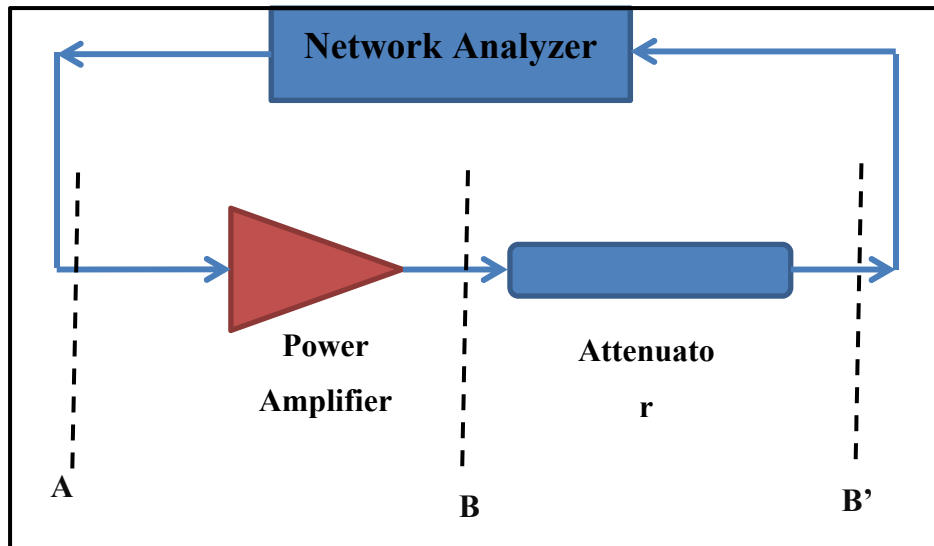 Network Analyzer
Power
Amplifier
Attenuato
r
A
B
B’